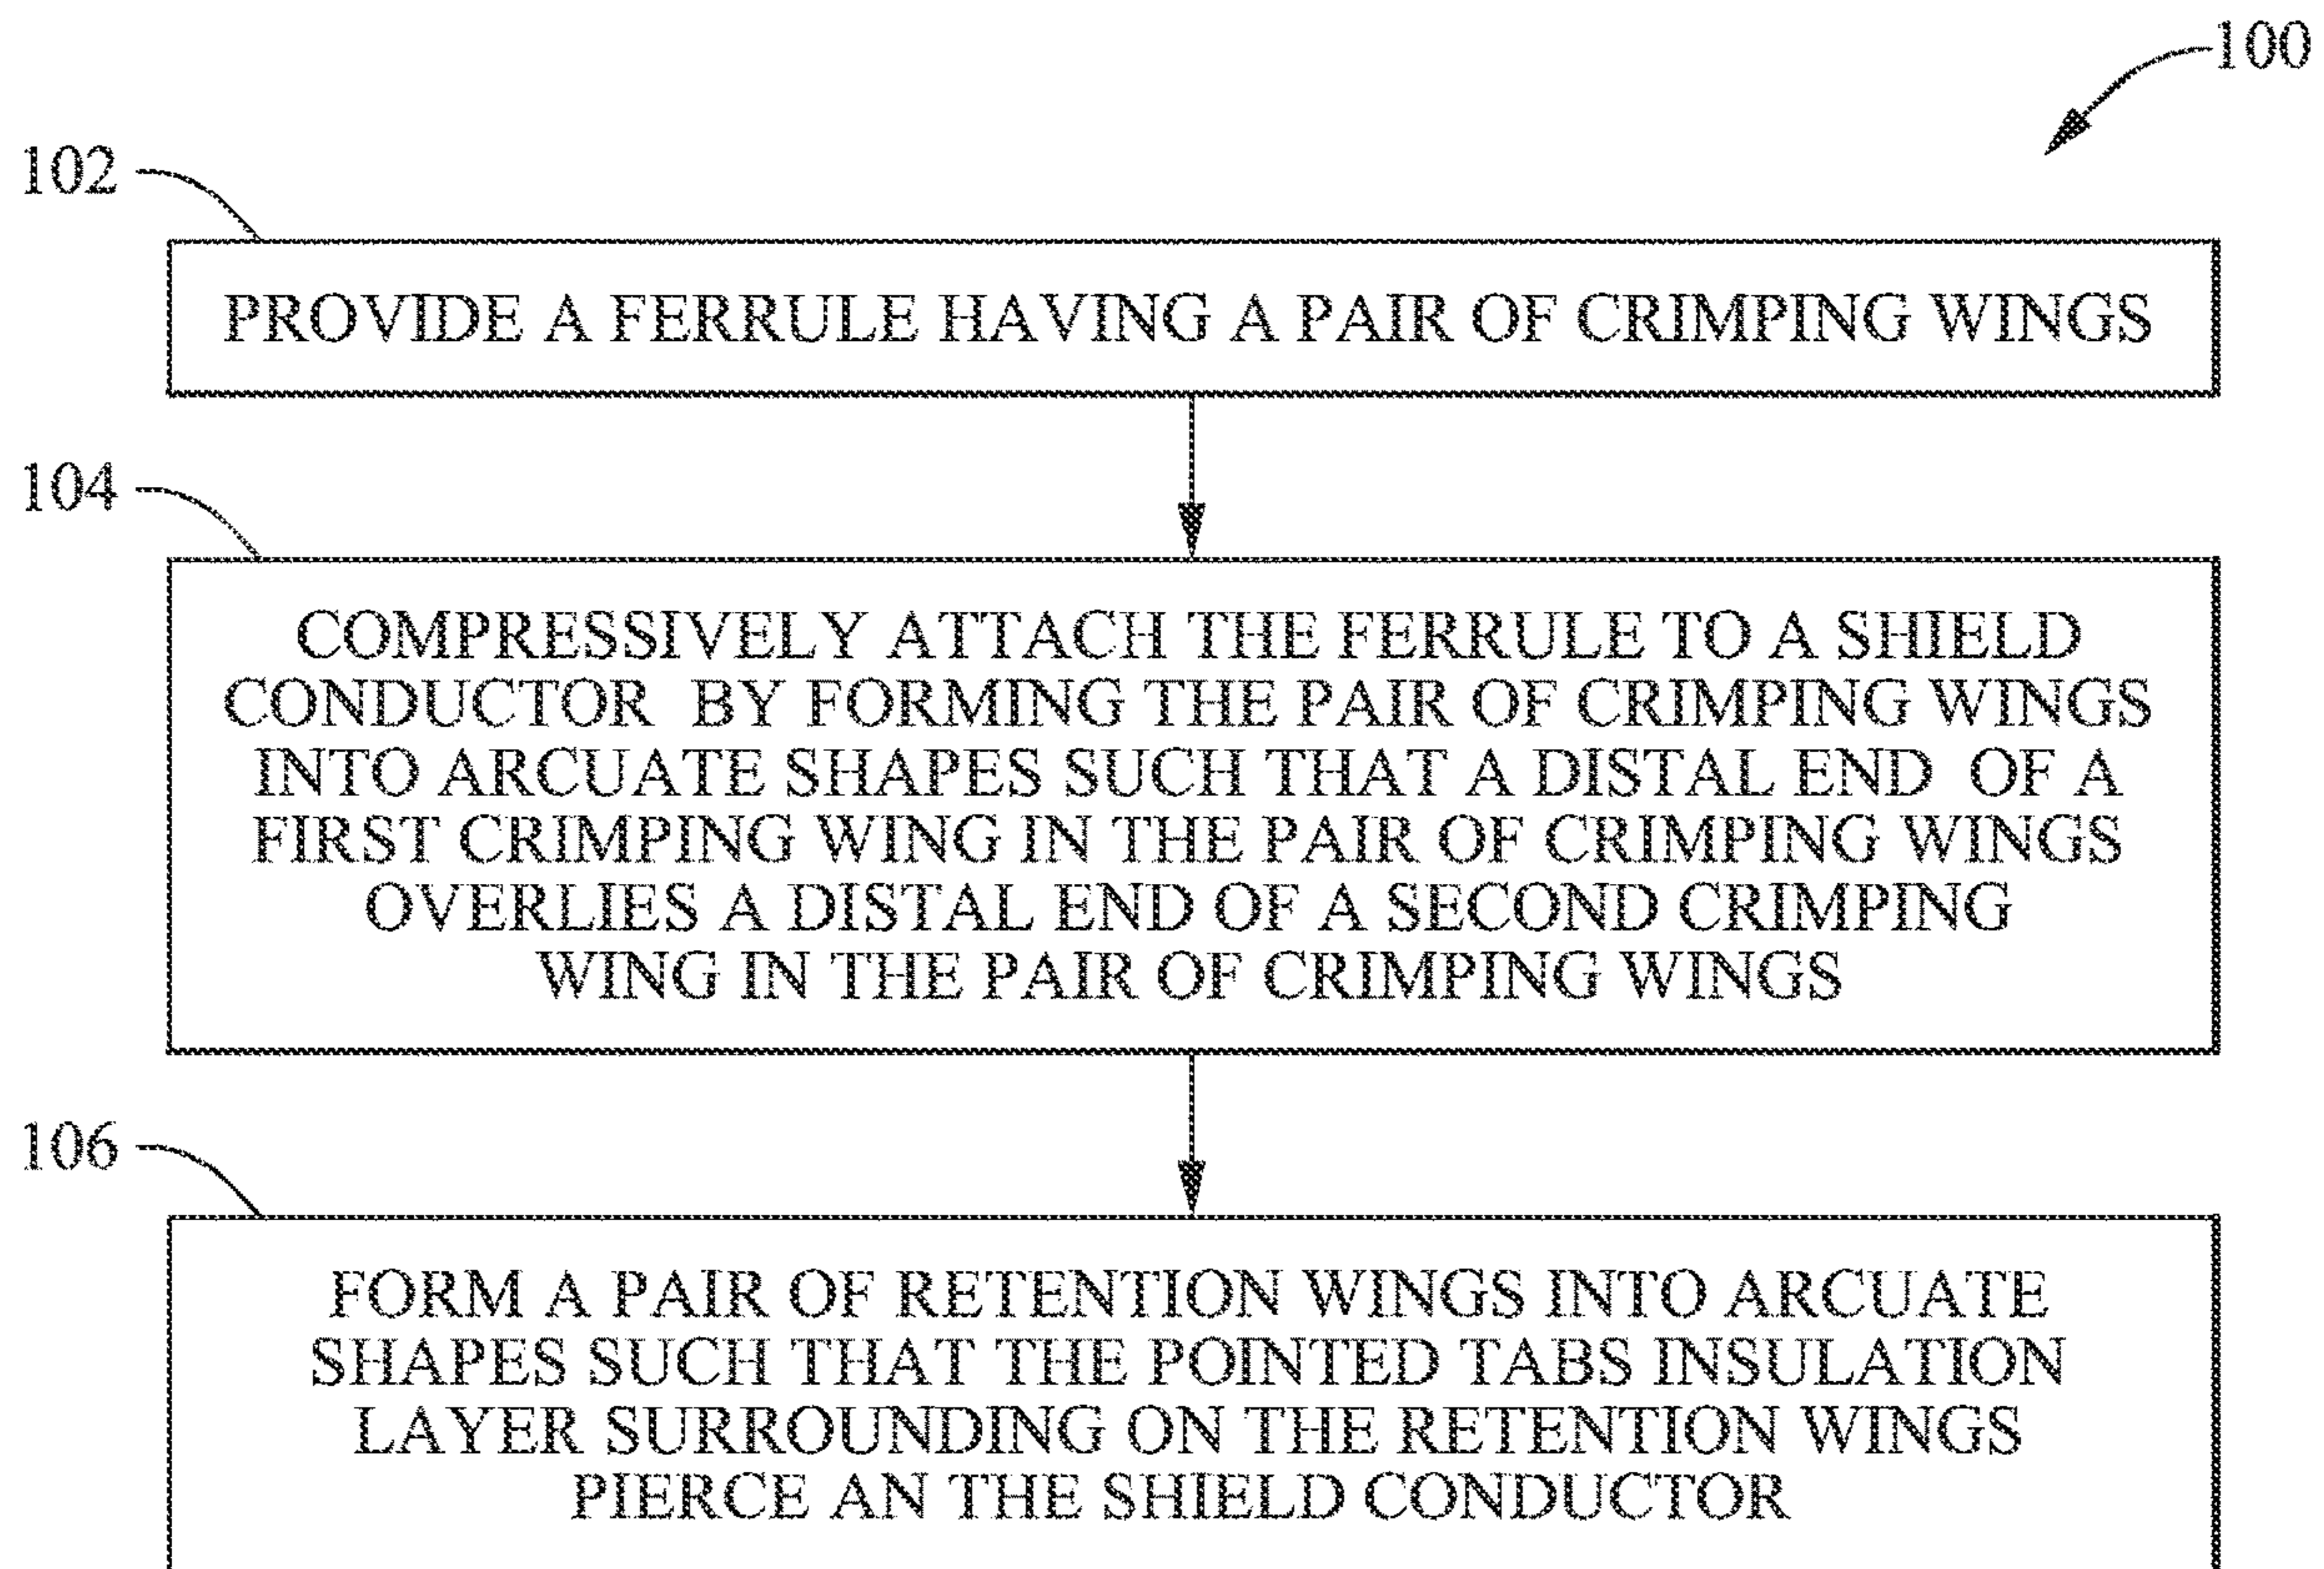 100
102
PROVIDE A FERRULE HAVING A PAIR OF CRIMPING WINGS
104
COMPRESSIVELY ATTACH THE FERRULE TO A SHIELD
CONDUCTOR BY FORMING THE PAIR OF CRIMPING WINGS
INTO ARCUATE SHAPES SUCH THAT A DISTAL END OF A
FIRST CRIMPING WING IN THE PAIR OF CRIMPING WINGS
OVERLIES A DISTAL END OF A SECOND CRIMPING
WING IN THE PAIR OF CRIMPING WINGS
106
FORM A PAIR OF RETENTION WINGS INTO ARCUATE
SHAPES SUCH THAT THE POINTED TABS INSULATION
LAYER SURROUNDING ON THE RETENTION WINGS
PIERCE AN THE SHIELD CONDUCTOR